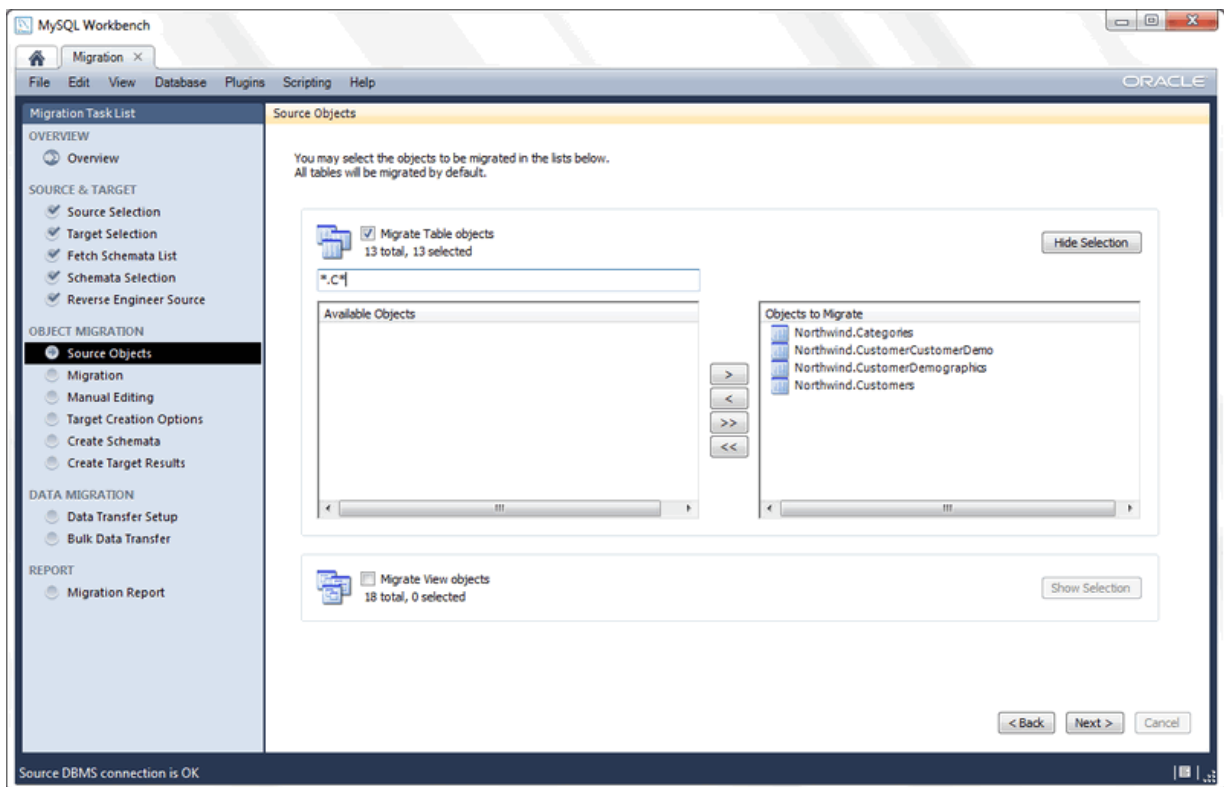 MySQL Workbench
Migration
File Edit View Database Plugins Scripting Help
ORACLE
Migration Task List
OVERVIEW
Overview
SOURCE & TARGET
Source Selection
Target Selection
Fetch Schemata List
Schemata Selection
Reverse Engineer Source
OBJECT MIGRATION
Source Objects
Migration
Manual Editing
Target Creation Options
Create Schemata
Create Target Results
DATA MIGRATION
Data Transfer Setup
Bulk Data Transfer
REPORT
Migration Report
Source Objects
You may select the objects to be migrated in the lists below.
All tables will be migrated by default.
Migrate Table objects
13 total, 13 selected
Hide Selection
*.C*
Available Objects
>
<
>>
<<
Objects to Migrate
Northwind.Categories
Northwind.CustomerCustomerDemo
Northwind.CustomerDemographics
Northwind.Customers
Migrate View objects
18 total, 0 selected
Show Selection
< Back
Next >
Cancel
Source DBMS connection is OK